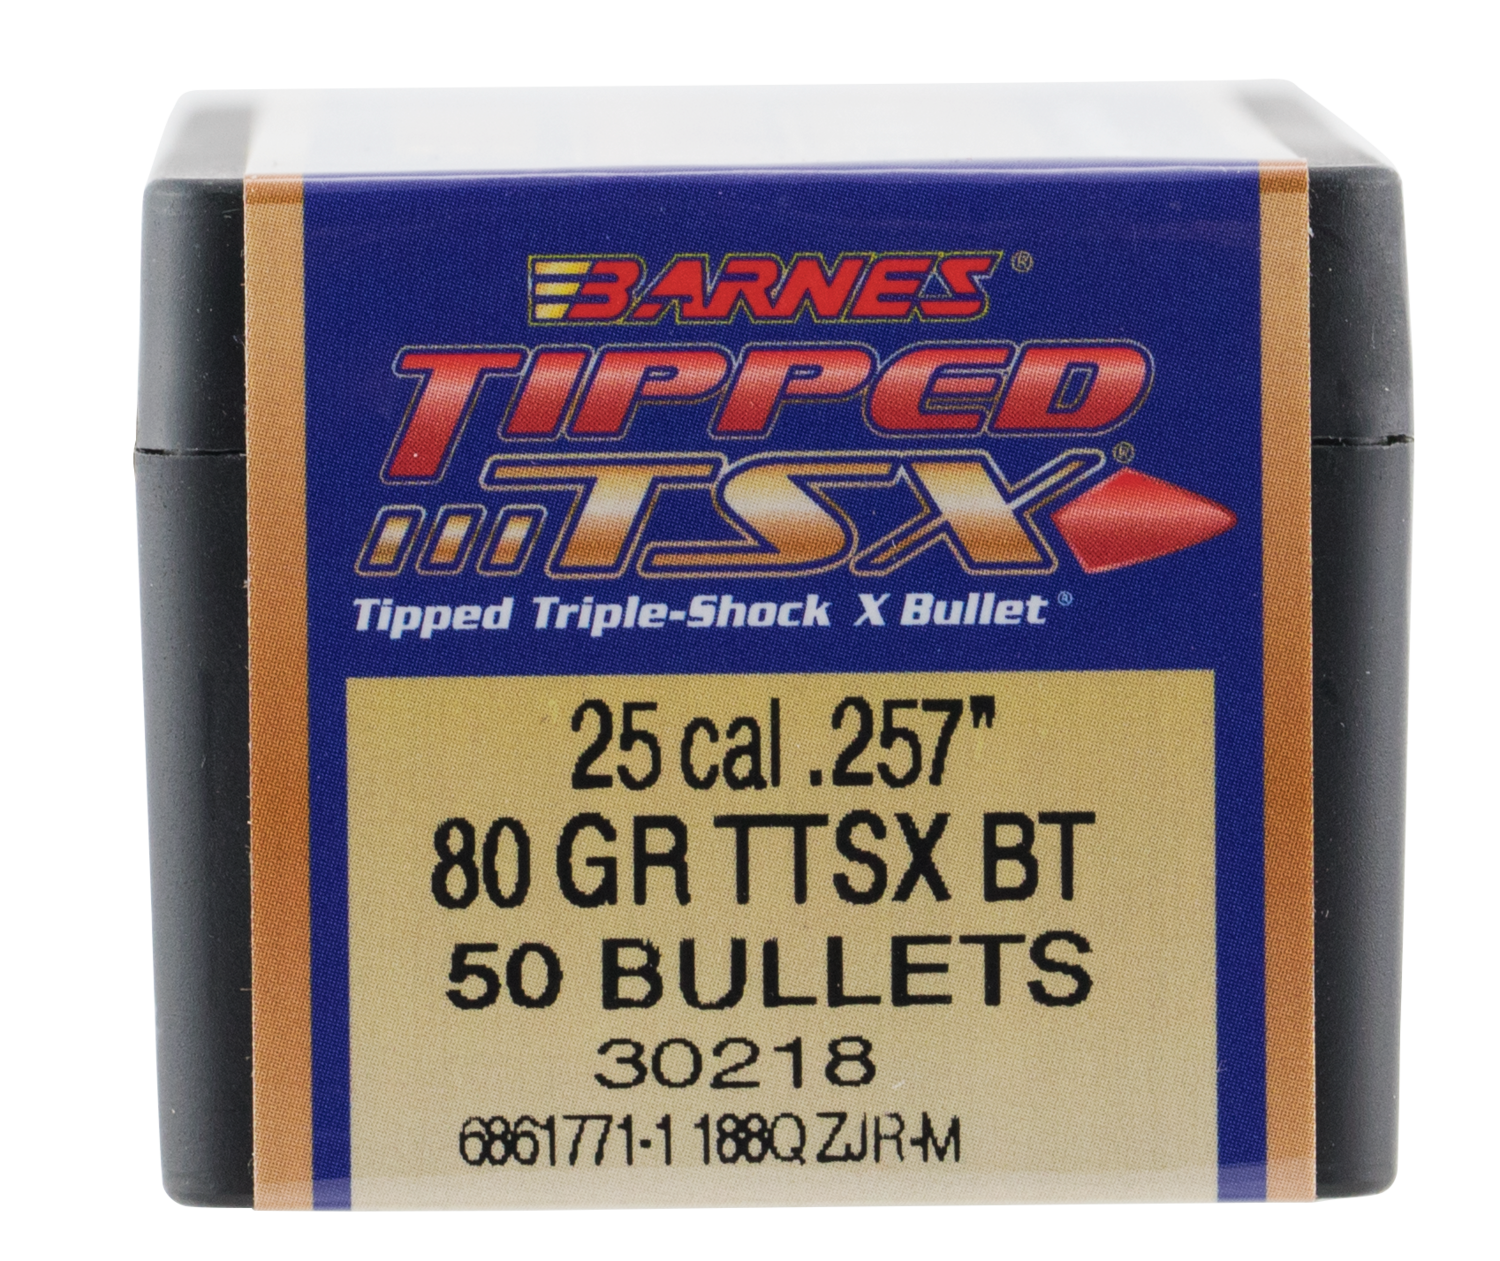 BARNES®
TIPPED
TSX®
Tipped Triple-Shock X Bullet®
25 cal .257"
80 GR TTSX BT
50 BULLETS
30218
6861771-1 188Q ZJR-M